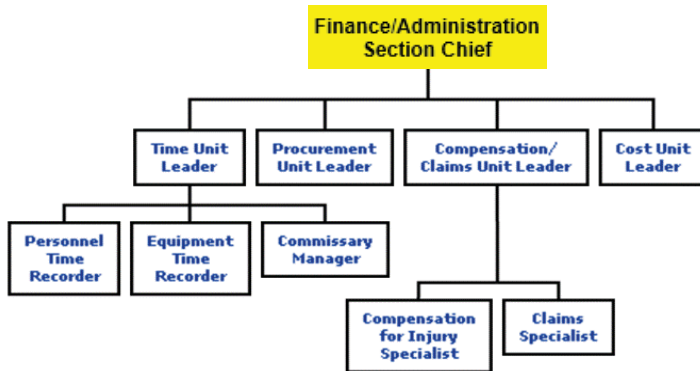 Finance/Administration
Section Chief
Time Unit
Leader
Procurement
Unit Leader
Compensation/
Claims Unit Leader
Cost Unit
Leader
Personnel
Time
Recorder
Equipment
Time
Recorder
Commissary
Manager
Compensation
for Injury
Specialist
Claims
Specialist